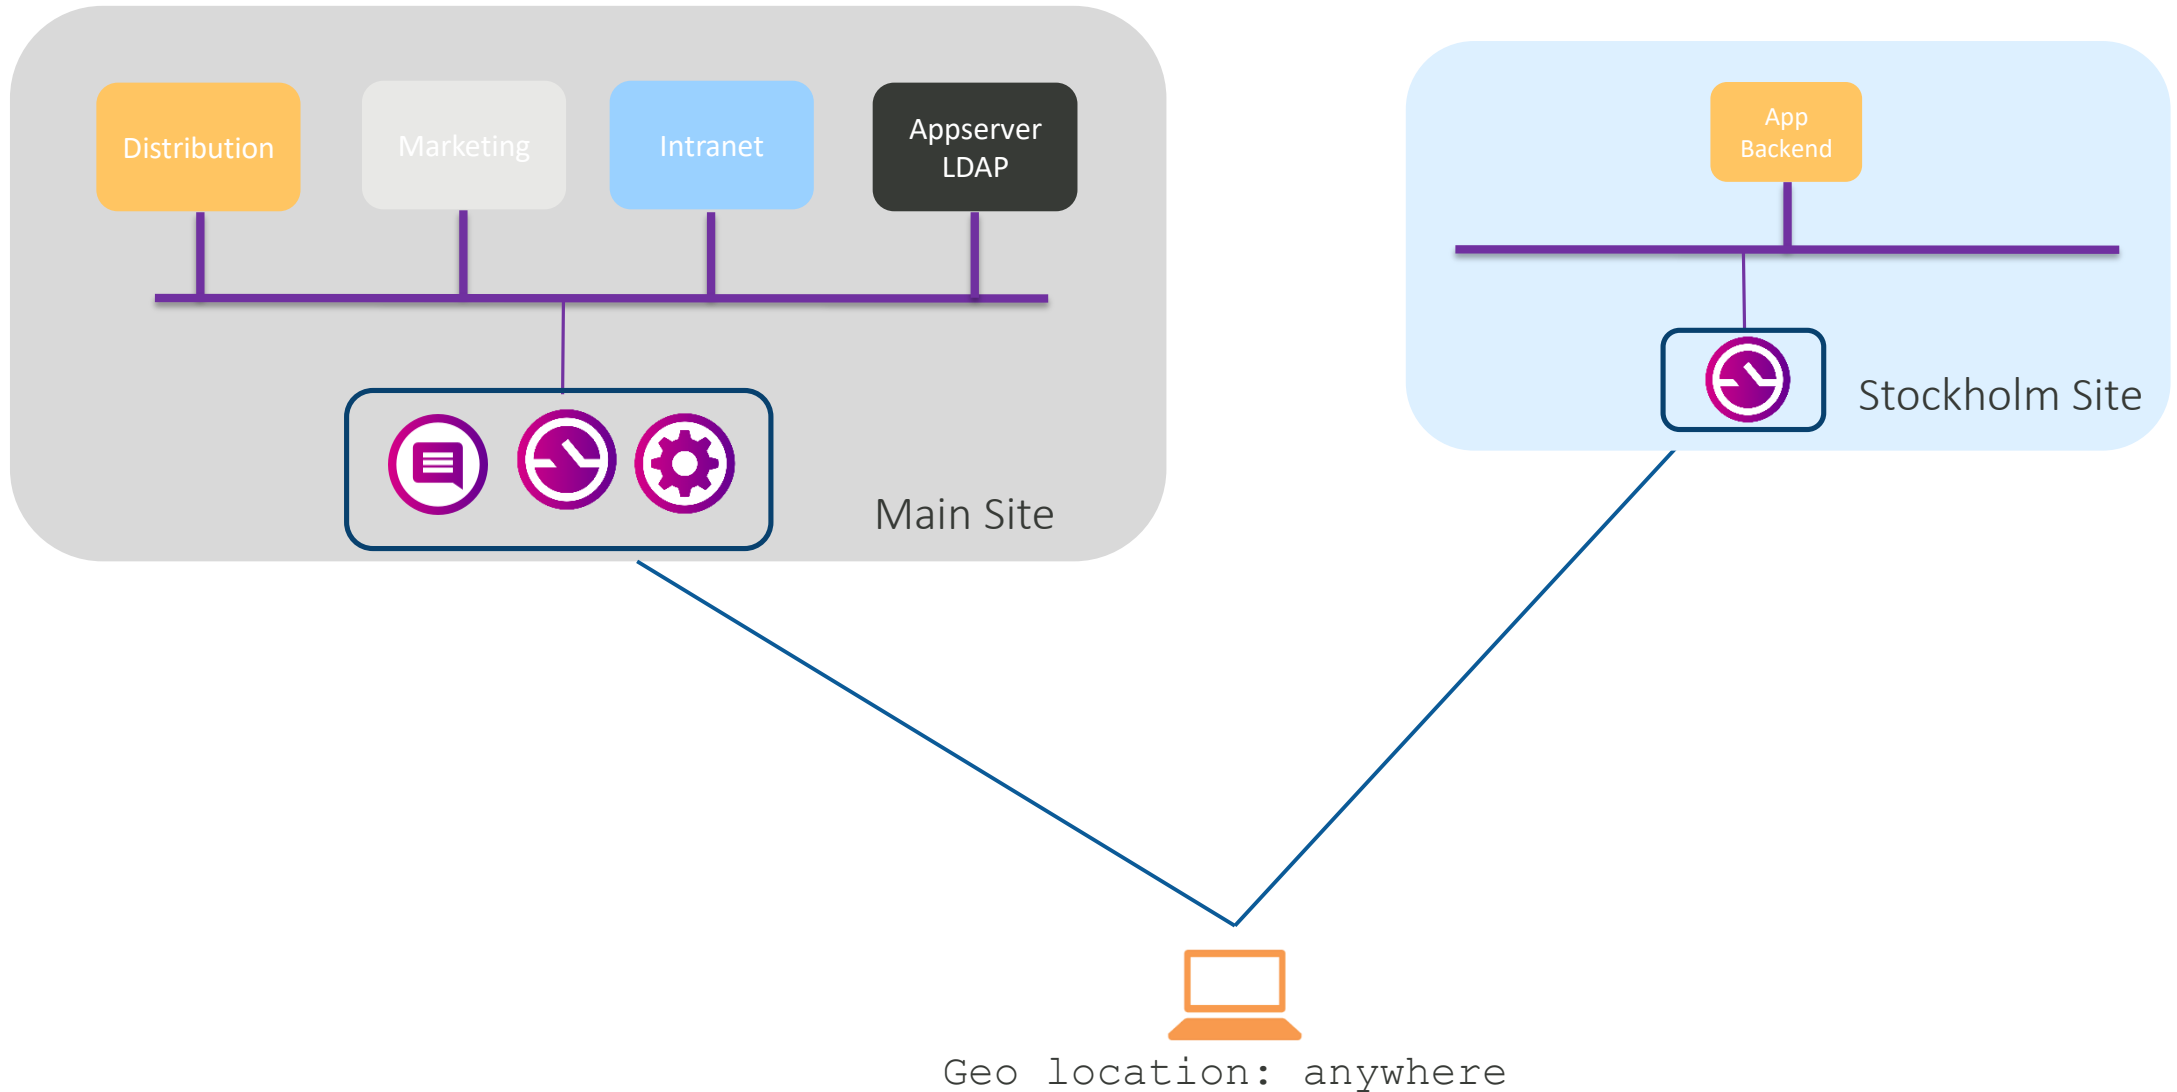 Distribution
Marketing
Intranet
Appserver
LDAP
Main Site
App
Backend
Stockholm Site
Geo location: anywhere